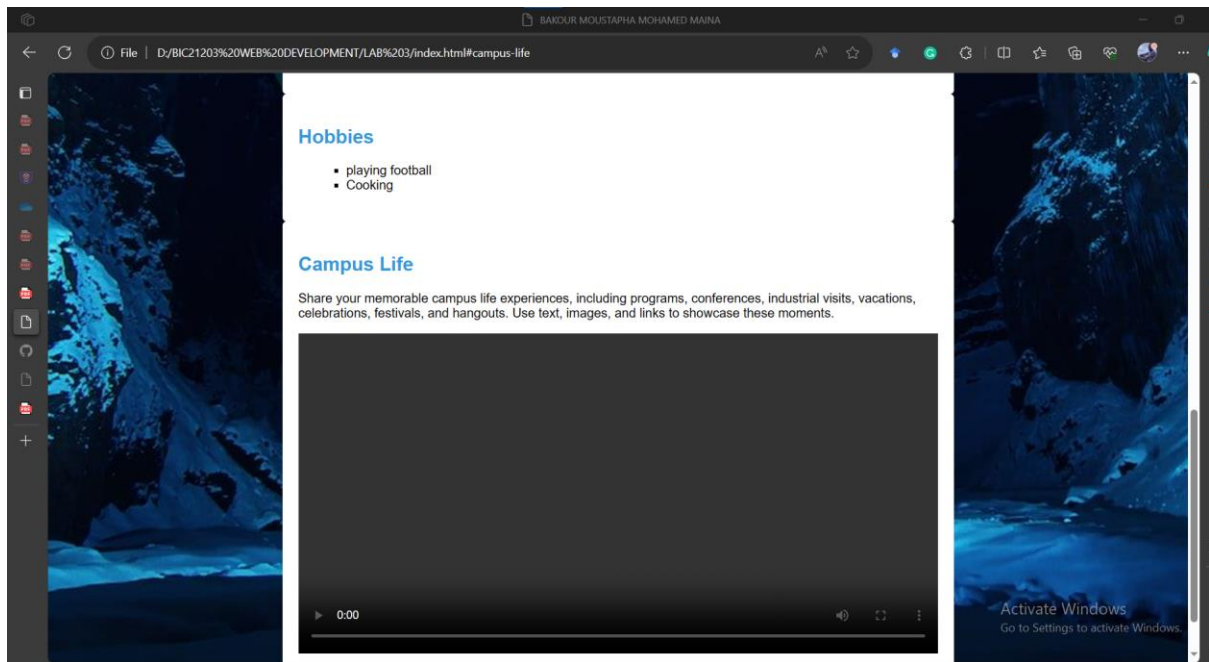 BAKOUR MOUSTAPHA MOHAMED MAINA
File | D:/BIC21203%20WEB%20DEVELOPMENT/LAB%203/index.html#campus-life
Hobbies
▪ playing football
▪ Cooking
Campus Life
Share your memorable campus life experiences, including programs, conferences, industrial visits, vacations,
celebrations, festivals, and hangouts. Use text, images, and links to showcase these moments.
0:00
Activate Windows
Go to Settings to activate Windows.